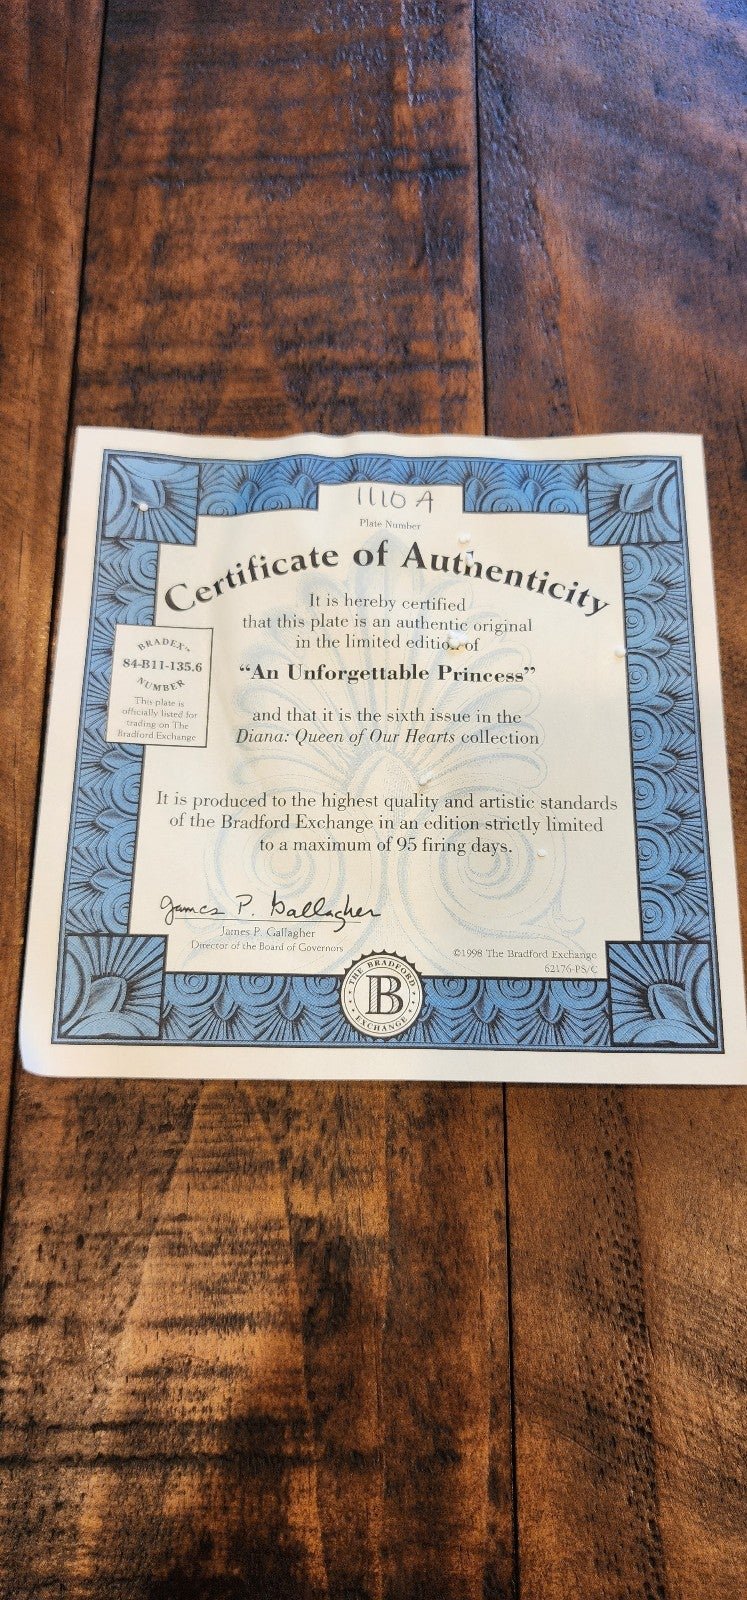 1110 A
Plate Number
Certificate of Authenticity
It is hereby certified
that this plate is an authentic original
in the limited edition of
“An Unforgettable Princess”
and that it is the sixth issue in the
Diana: Queen of Our Hearts collection
BRADEX™
84-B11-135.6
NUMBER
This plate is
officially listed for
trading on The
Bradford Exchange
It is produced to the highest quality and artistic standards
of the Bradford Exchange in an edition strictly limited
to a maximum of 95 firing days.
James P. Gallagher
James P. Gallagher
Director of the Board of Governors
©1998 The Bradford Exchange
62176-PS/C
THE BRADFORD
B
EXCHANGE